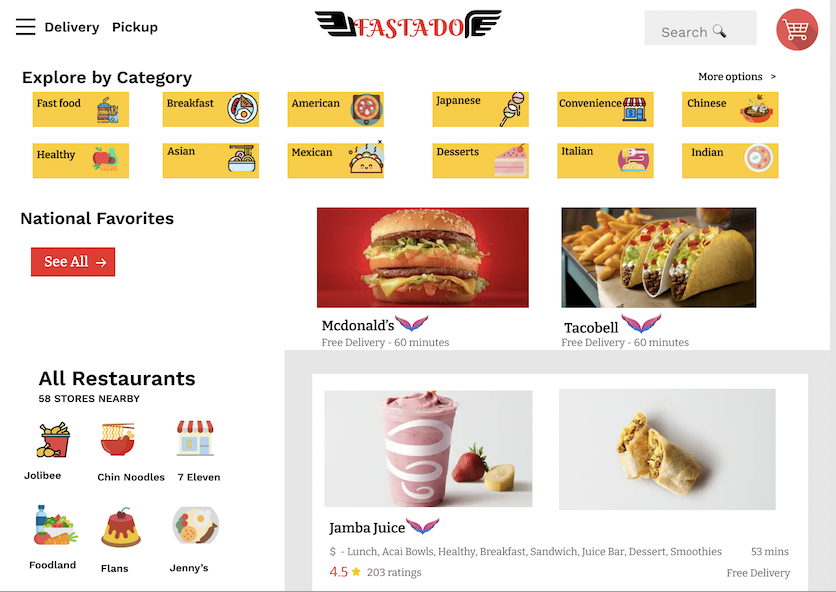 Delivery Pickup
FASTADO
Search
Explore by Category
More options >
Fast food
Breakfast
American
Japanese
Convenience
Chinese
Healthy
Asian
Mexican
Desserts
Italian
Indian
National Favorites
See All →
Mcdonald's
Free Delivery - 60 minutes
Tacobell
Free Delivery - 60 minutes
All Restaurants
58 STORES NEARBY
Jolibee
Chin Noodles
7 Eleven
Foodland
Flans
Jenny's
Jamba Juice
$ - Lunch, Acai Bowls, Healthy, Breakfast, Sandwich, Juice Bar, Dessert, Smoothies
53 mins
4.5 ★ 203 ratings
Free Delivery